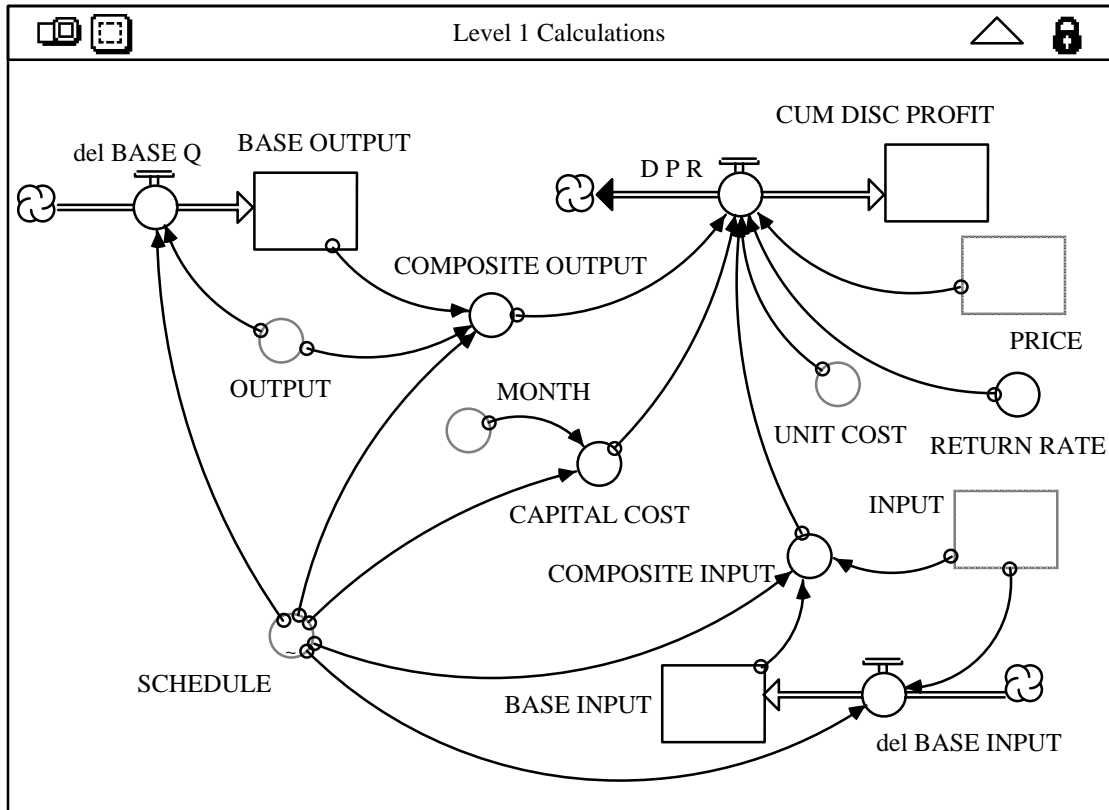 Level 1 Calculations
CUM DISC PROFIT
BASE OUTPUT
del BASE Q
D P R
COMPOSITE OUTPUT
PRICE
OUTPUT
MONTH
UNIT COST
RETURN RATE
INPUT
CAPITAL COST
COMPOSITE INPUT
~
SCHEDULE
BASE INPUT
del BASE INPUT